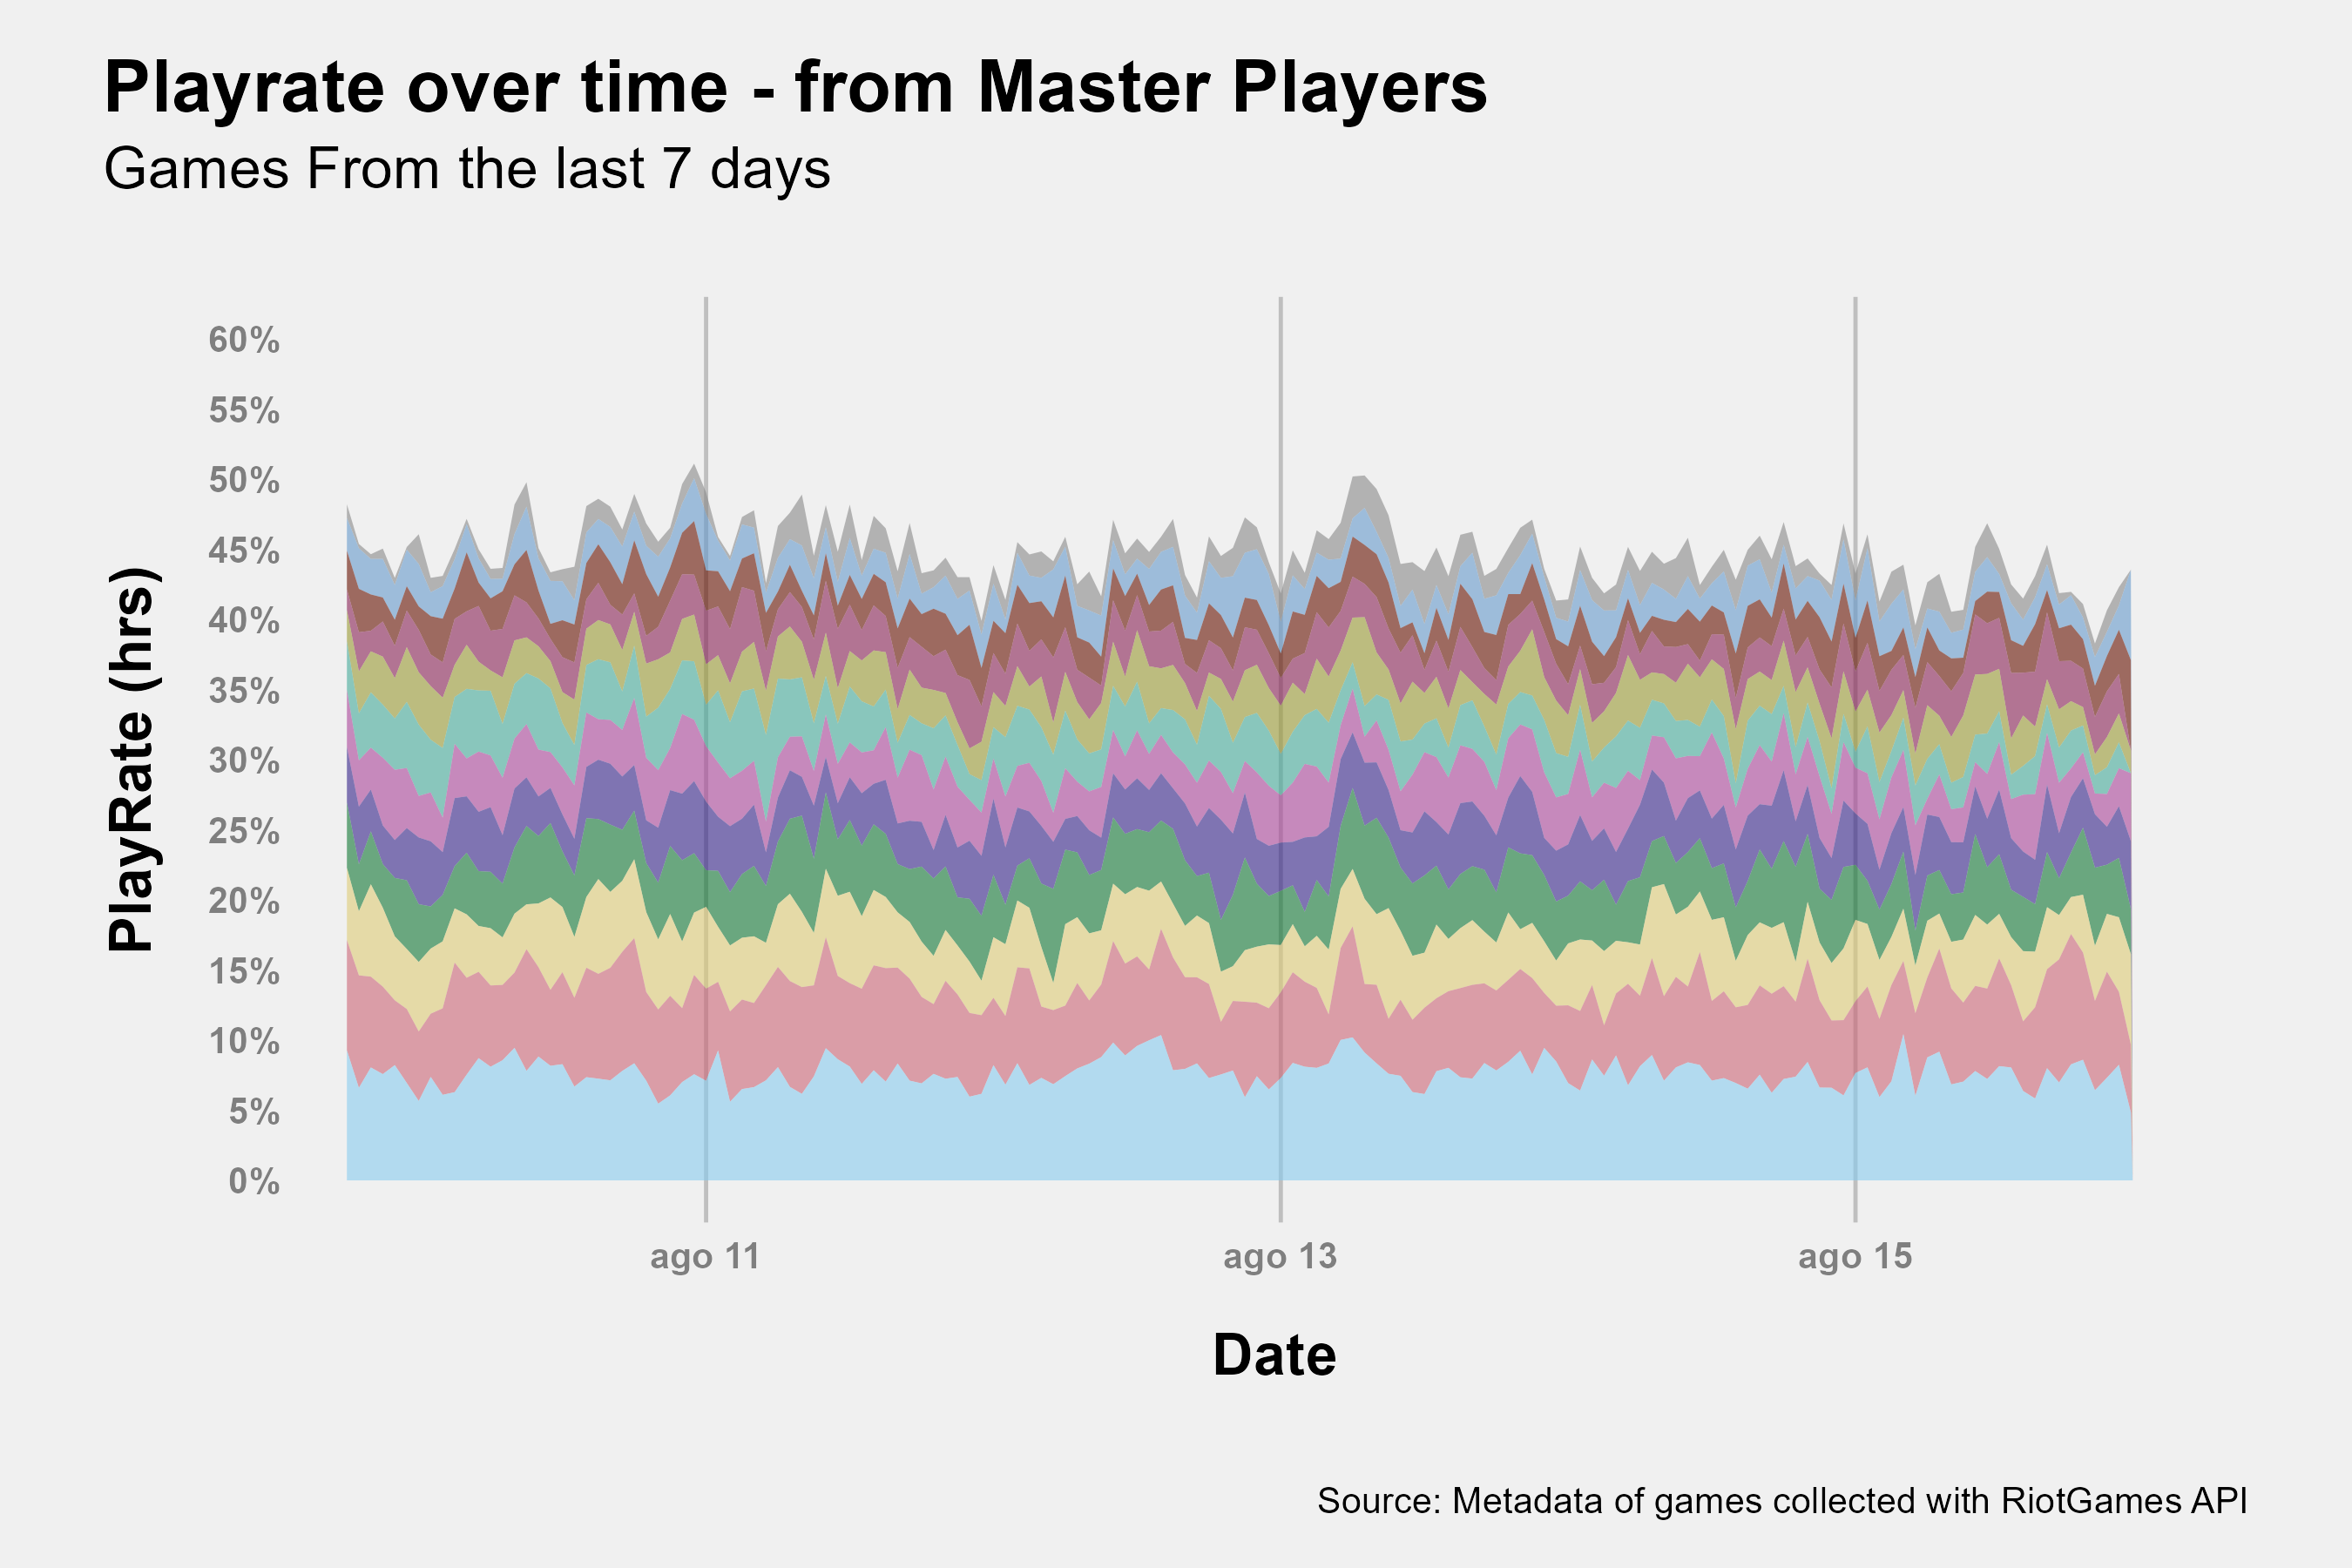 Playrate over time - from Master Players
Games From the last 7 days
PlayRate (hrs)
60%
55%
50%
45%
40%
35%
30%
25%
20%
15%
10%
5%
0%
ago 11
ago 13
ago 15
Date
Source: Metadata of games collected with RiotGames API